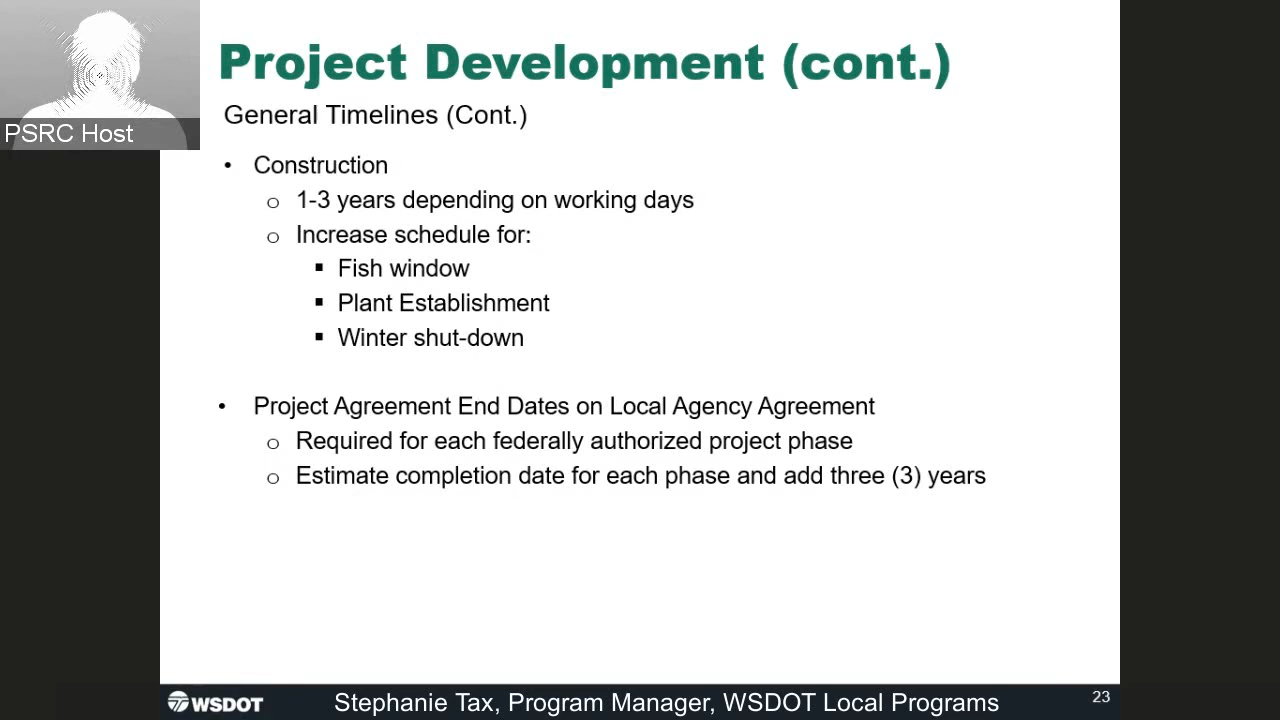 Project Development (cont.)
General Timelines (Cont.)
PSRC Host
• Construction
o 1-3 years depending on working days
o Increase schedule for:
▪ Fish window
▪ Plant Establishment
▪ Winter shut-down
• Project Agreement End Dates on Local Agency Agreement
o Required for each federally authorized project phase
o Estimate completion date for each phase and add three (3) years
WSDOT
Stephanie Tax, Program Manager, WSDOT Local Programs
23